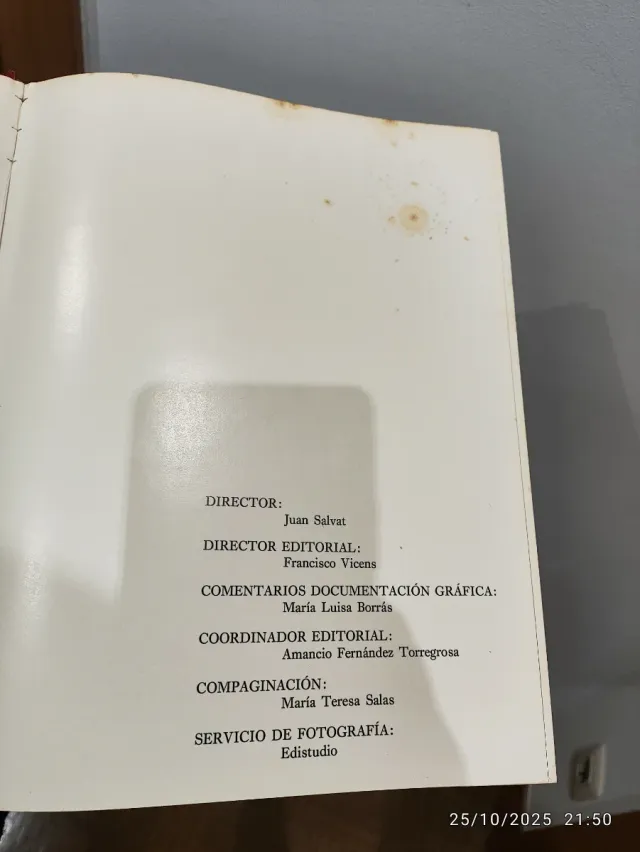 DIRECTOR:
Juan Salvat
DIRECTOR EDITORIAL:
Francisco Vicens
COMENTARIOS DOCUMENTACIÓN GRÁFICA:
María Luisa Borrás
COORDINADOR EDITORIAL:
Amancio Fernández Torregrosa
COMPAGINACIÓN:
María Teresa Salas
SERVICIO DE FOTOGRAFÍA:
Edistudio
25/10/2025 21:50